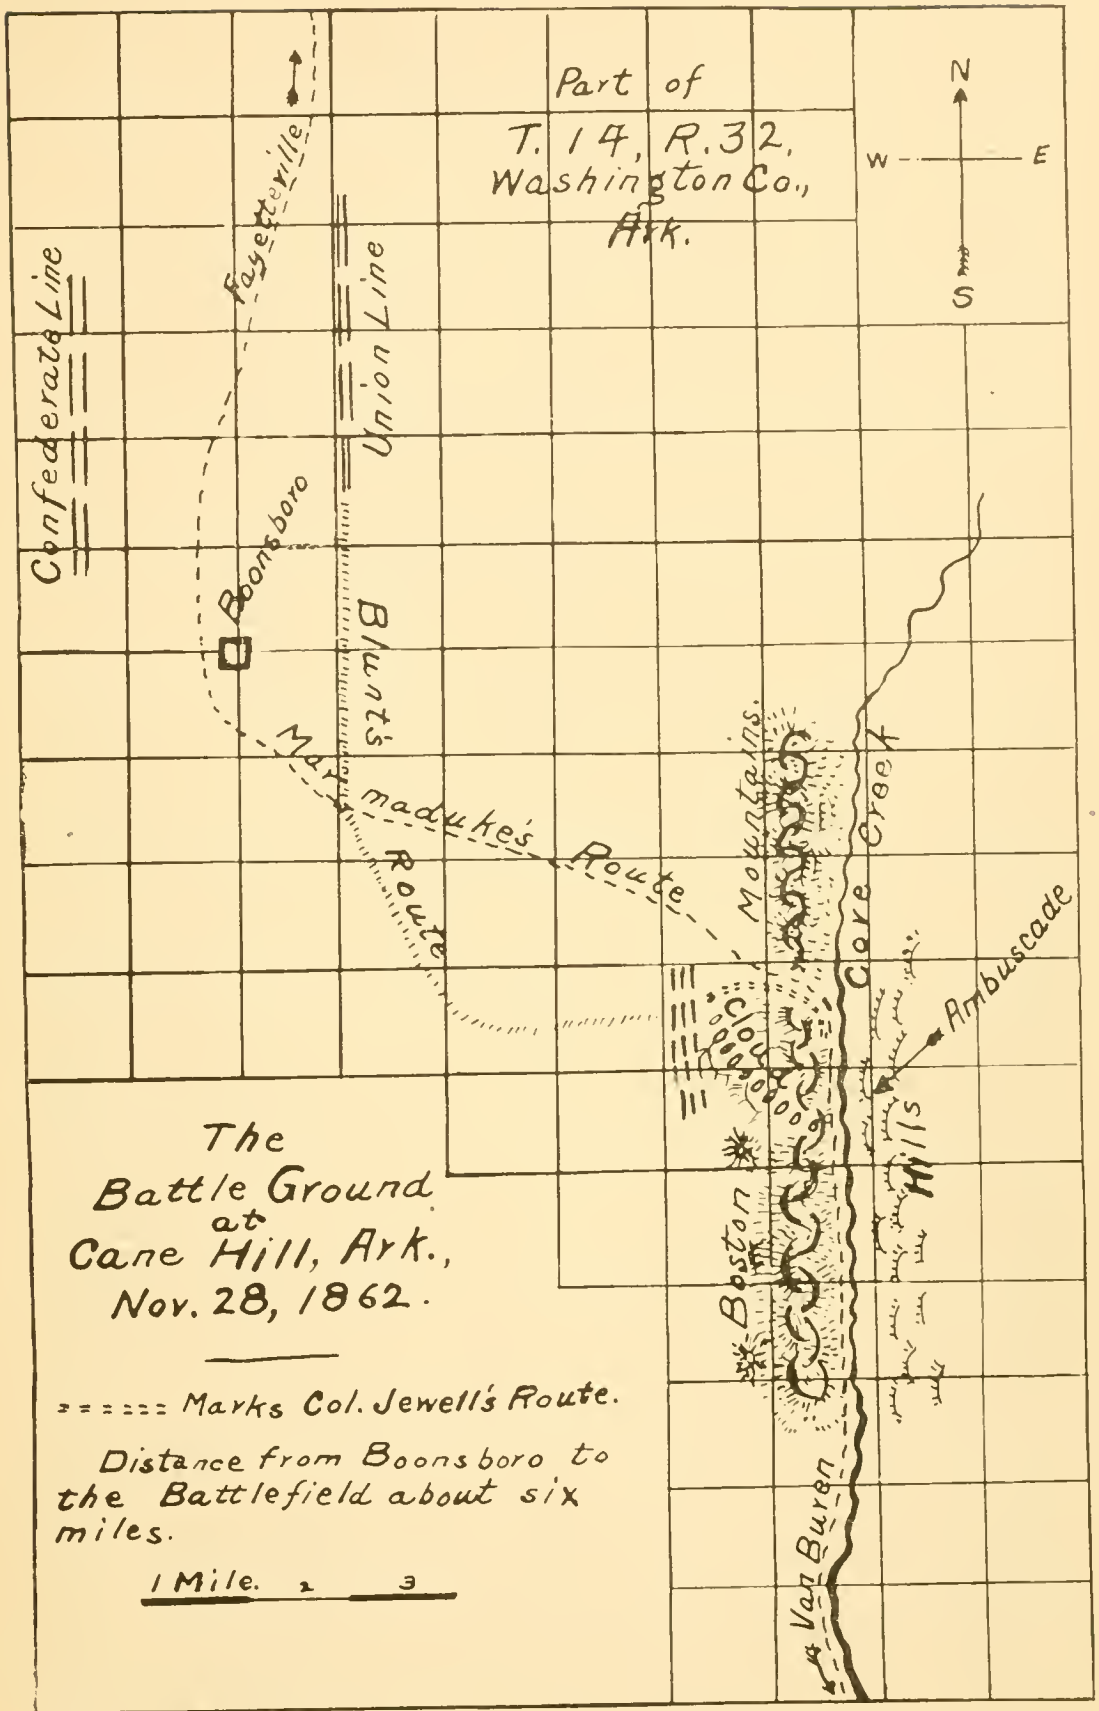 Part of
T. 14, R. 32,
Washington Co.,
Ark.
N
W
E
S
Fayetteville
Confederate Line
Union Line
Boonsboro
Blunt's
Route
Marmaduke's Route
Mountains.
Boston
Cloud
Cove Creek
Ambuscade
Hills
Van Buren
The
Battle Ground
at
Cane Hill, Ark.,
Nov. 28, 1862.
Marks Col. Jewell's Route.
Distance from Boonsboro to
the Battlefield about six
miles.
1 Mile. 2 3